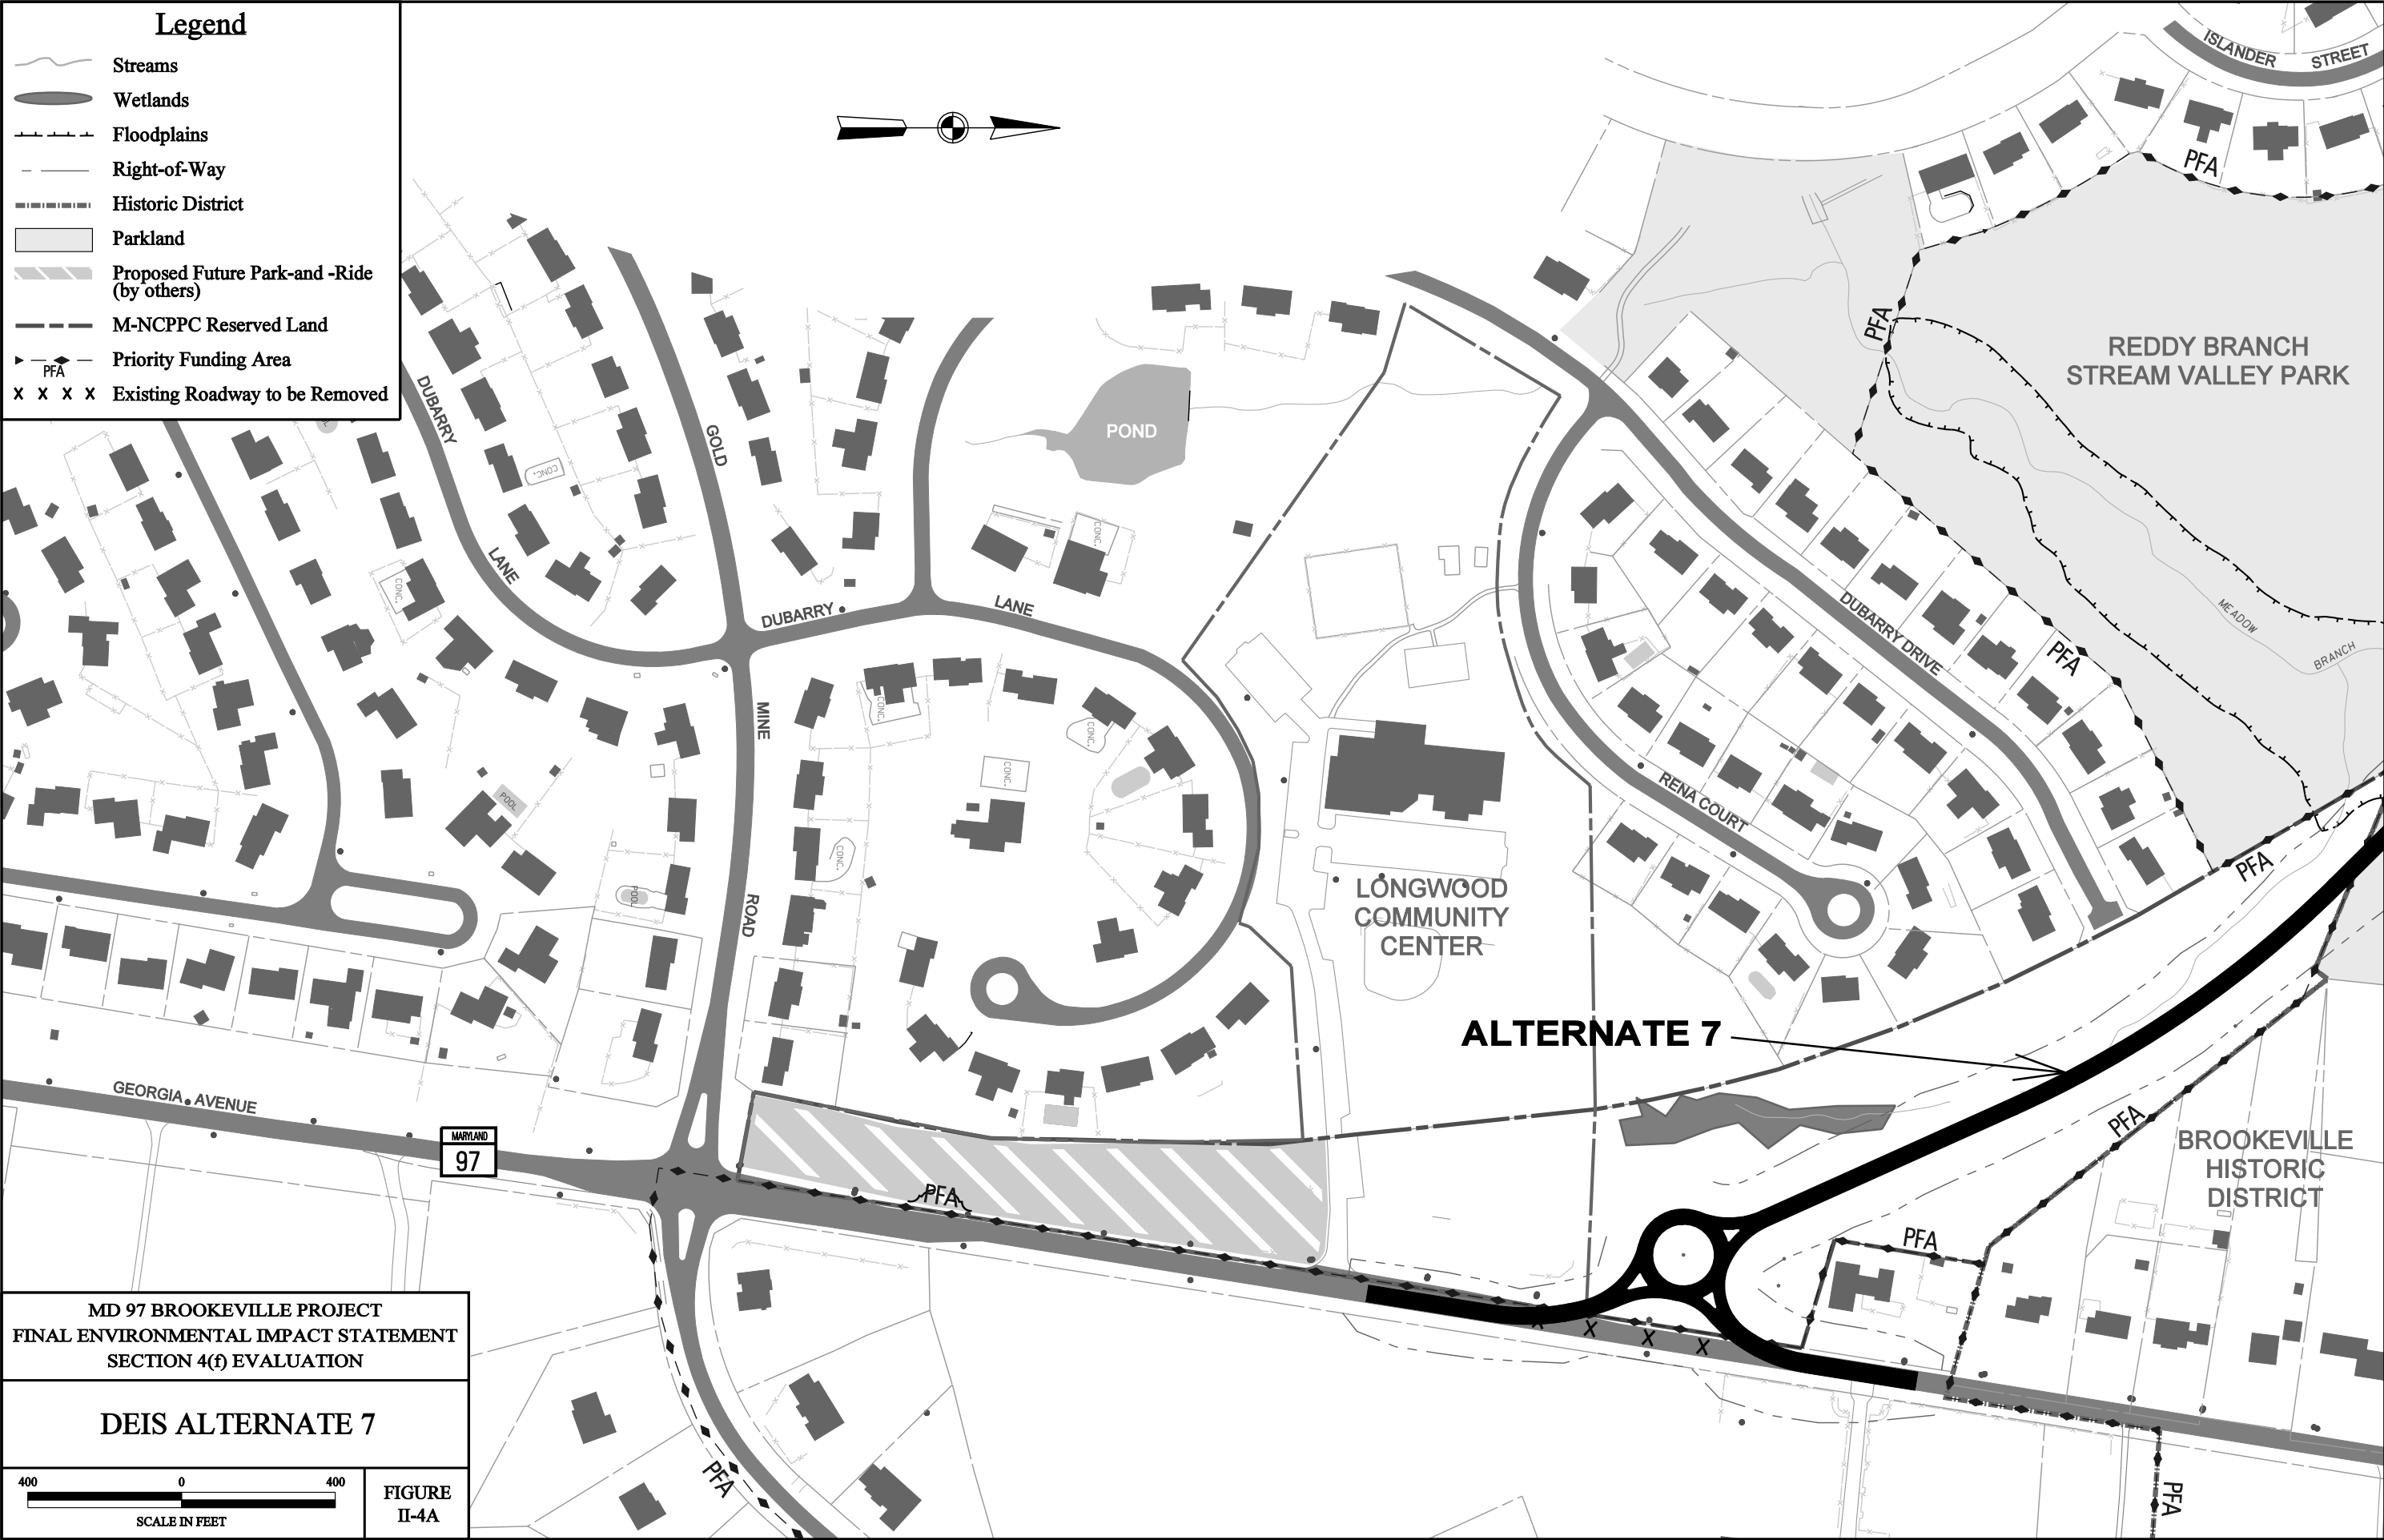 Legend
Streams
Wetlands
Floodplains
Right-of-Way
Historic District
Parkland
Proposed Future Park-and -Ride
(by others)
M-NCPPC Reserved Land
Priority Funding Area
PFA
X X X X Existing Roadway to be Removed
ISLANDER STREET
PFA
PFA
REDDY BRANCH
STREAM VALLEY PARK
DUBARRY
LANE
GOLD
MINE
ROAD
CONC.
CONC.
POND
CONC.
DUBARRY
LANE
CONC.
CONC.
CONC.
CONC.
POOL
POOL
DUBARRY DRIVE
PFA
MEADOW
BRANCH
RENA COURT
PFA
LONGWOOD
COMMUNITY
CENTER
ALTERNATE 7
GEORGIA AVENUE
MARYLAND
97
PFA
PFA
BROOKEVILLE
HISTORIC
DISTRICT
PFA
X X X X
PFA
PFA
MD 97 BROOKEVILLE PROJECT
FINAL ENVIRONMENTAL IMPACT STATEMENT
SECTION 4(f) EVALUATION
DEIS ALTERNATE 7
400 0 400
SCALE IN FEET
FIGURE
II-4A